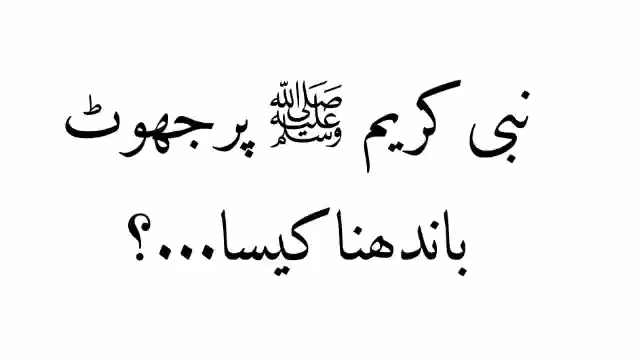 نبی کریم ﷺ پر جھوٹ
باندھنا کیسا...؟